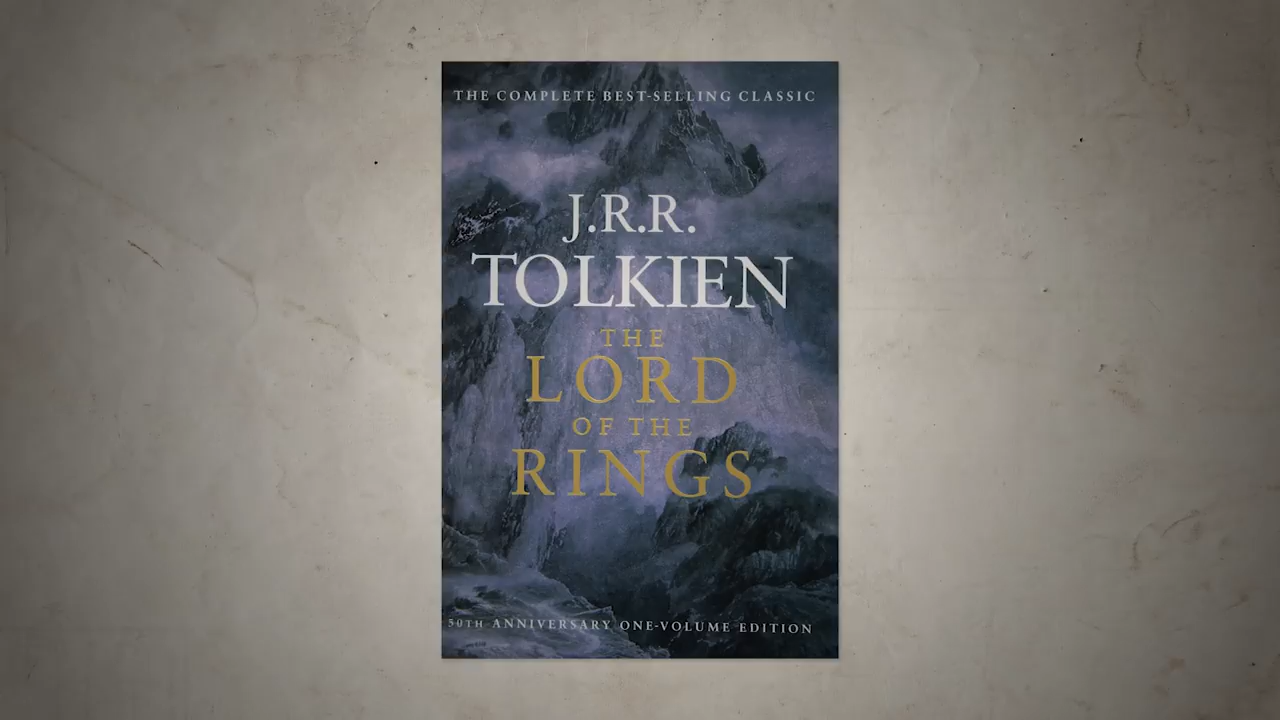 THE COMPLETE BEST-SELLING CLASSIC
J.R.R.
TOLKIEN
THE
LORD
OF THE
RINGS
50TH ANNIVERSARY ONE-VOLUME EDITION